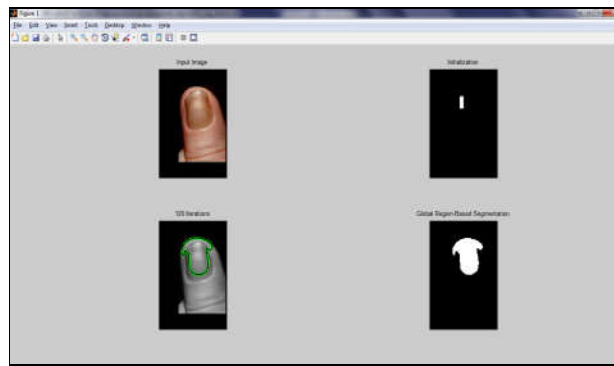 Figure 1
File Edit View Insert Tools Desktop Window Help
Input Image
Initialization
120 Iterations
Global Region-Based Segmentation